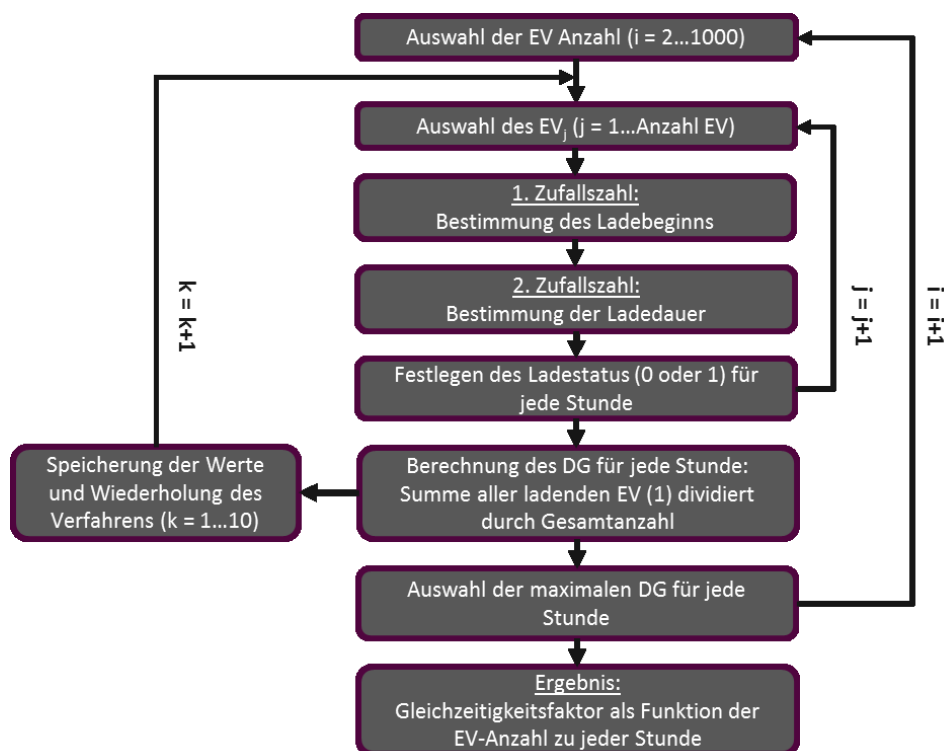 Auswahl der EV Anzahl (i = 2...1000)
Auswahl des EVj (j = 1...Anzahl EV)
1. Zufallszahl:
Bestimmung des Ladebeginns
2. Zufallszahl:
Bestimmung der Ladedauer
Festlegen des Ladestatus (0 oder 1) für
jede Stunde
Berechnung des DG für jede Stunde:
Summe aller ladenden EV (1) dividiert
durch Gesamtanzahl
Speicherung der Werte
und Wiederholung des
Verfahrens (k = 1...10)
Auswahl der maximalen DG für jede
Stunde
Ergebnis:
Gleichzeitigkeitsfaktor als Funktion der
EV-Anzahl zu jeder Stunde
k = k+1
j = j+1
i = i+1